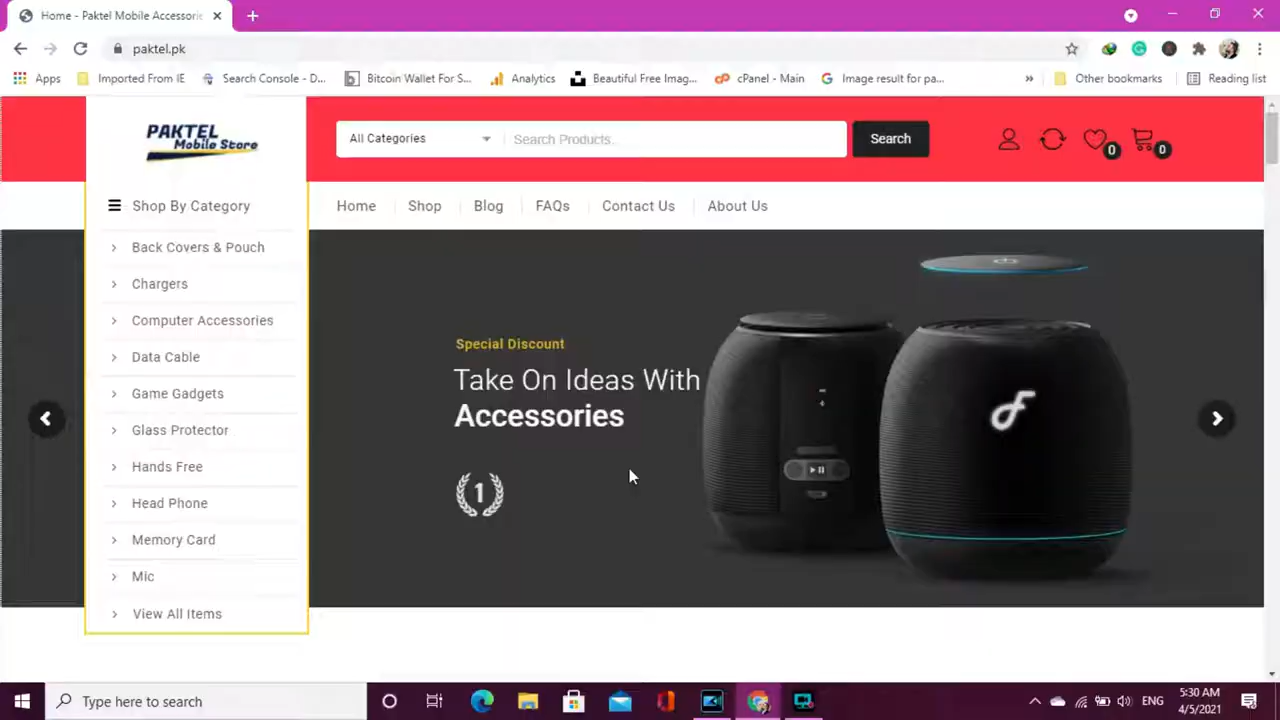 Home - Paktel Mobile Accessorie
paktel.pk
Apps
Imported From IE
Search Console - D...
Bitcoin Wallet For S...
Analytics
Beautiful Free Imag...
cPanel - Main
Image result for pa...
»
Other bookmarks
Reading list
PAKTEL
Mobile Store
All Categories
Search Products..
Search
0
0
Shop By Category
Home
Shop
Blog
FAQs
Contact Us
About Us
Back Covers & Pouch
Chargers
Computer Accessories
Data Cable
Game Gadgets
Glass Protector
Hands Free
Head Phone
Memory Card
Mic
View All Items
Special Discount
Take On Ideas With
Accessories
1
Type here to search
ENG
5:30 AM
4/5/2021